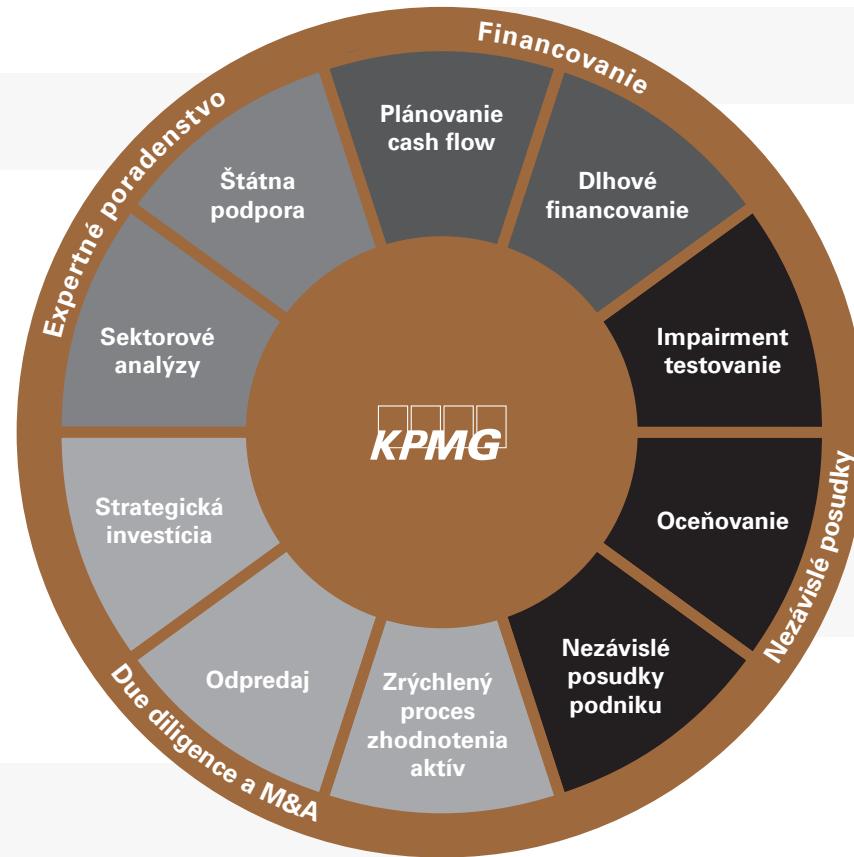 Financovanie
Plánovanie
cash flow
Dlhové
financovanie
Impairment
testovanie
Oceňovanie
Nezávislé
posudky
podniku
Nezávislé posudky
Zrýchlený
proces
zhodnotenia
aktív
Odpredaj
Strategická
investícia
Due diligence a M&A
Sektorové
analýzy
Štátna
podpora
Expertné poradenstvo
KPMG